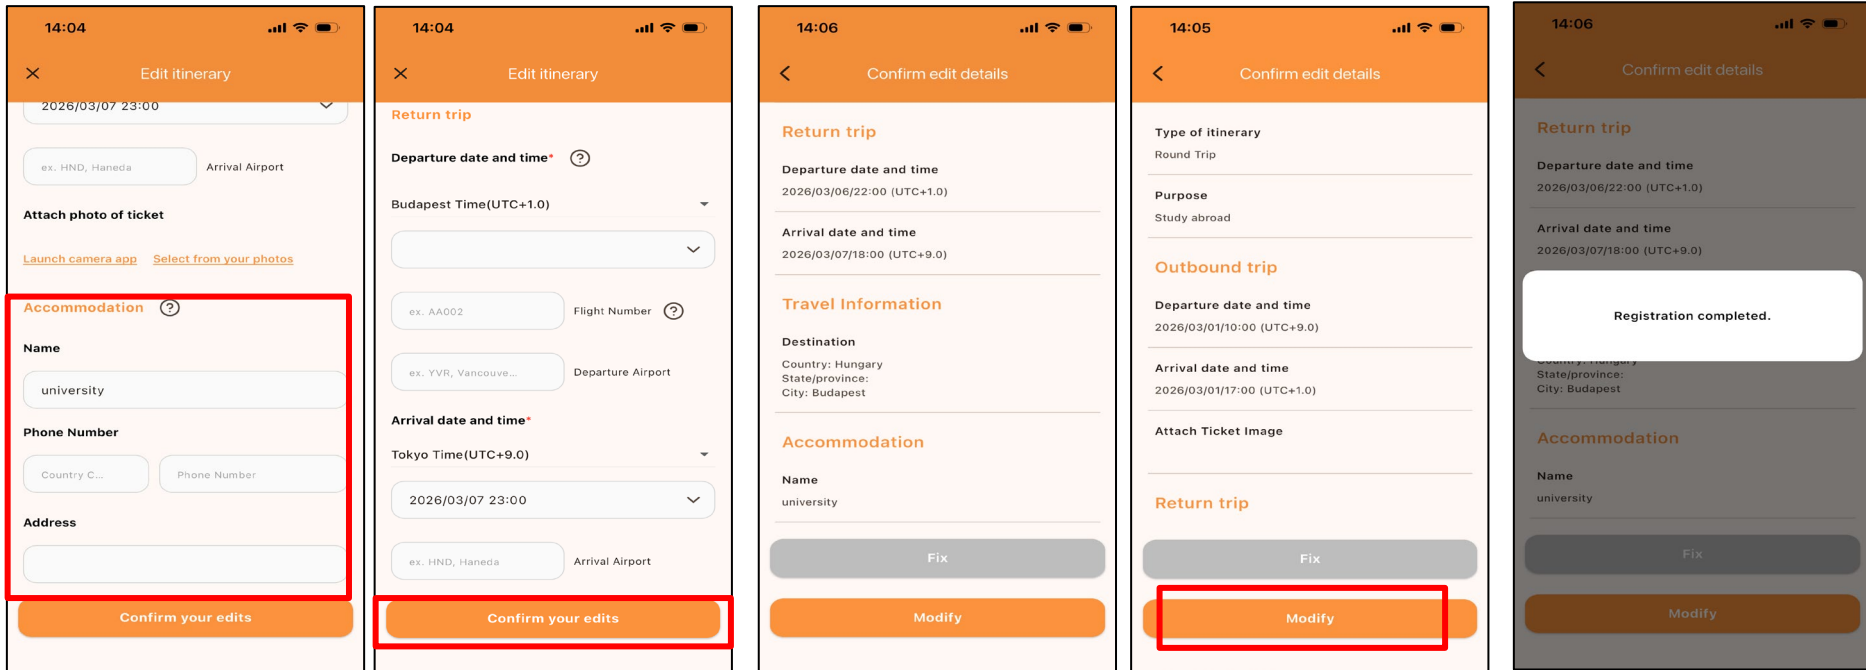 14:04
Edit itinerary
2026/03/07 23:00
ex. HND, Haneda
Arrival Airport
Attach photo of ticket
Launch camera app Select from your photos
Accommodation ?
Name
university
Phone Number
Country C... Phone Number
Address
Confirm your edits
14:04
Edit itinerary
Return trip
Departure date and time* ?
Budapest Time(UTC+1.0)
ex. AA002 Flight Number ?
ex. YVR, Vancouve... Departure Airport
Arrival date and time*
Tokyo Time(UTC+9.0)
2026/03/07 23:00
ex. HND, Haneda Arrival Airport
Confirm your edits
14:06
Confirm edit details
Return trip
Departure date and time
2026/03/06/22:00 (UTC+1.0)
Arrival date and time
2026/03/07/18:00 (UTC+9.0)
Travel Information
Destination
Country: Hungary
State/province:
City: Budapest
Accommodation
Name
university
Fix
Modify
14:05
Confirm edit details
Type of itinerary
Round Trip
Purpose
Study abroad
Outbound trip
Departure date and time
2026/03/01/10:00 (UTC+9.0)
Arrival date and time
2026/03/01/17:00 (UTC+1.0)
Attach Ticket Image
Return trip
Fix
Modify
14:06
Confirm edit details
Return trip
Departure date and time
2026/03/06/22:00 (UTC+1.0)
Arrival date and time
2026/03/07/18:00 (UTC+9.0)
Registration completed.
Country: Hungary
State/province:
City: Budapest
Accommodation
Name
university
Fix
Modify